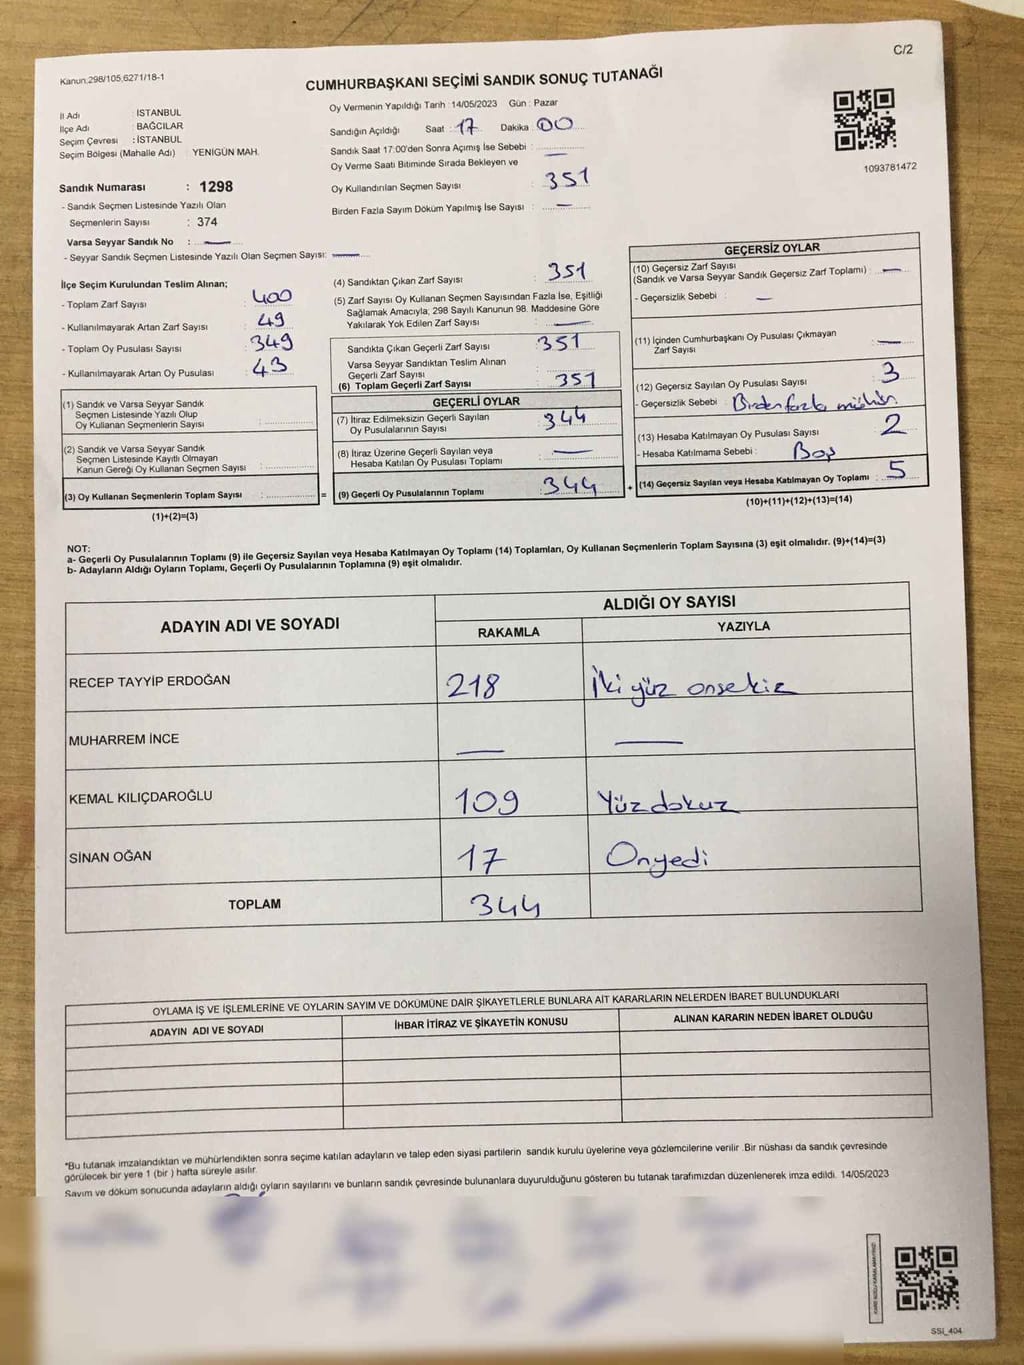 C/2
Kanun:298/105,6271/18-1
CUMHURBAŞKANI SEÇİMİ SANDIK SONUÇ TUTANAĞI
İl Adı : İSTANBUL
İlçe Adı : BAĞCILAR
Seçim Çevresi : İSTANBUL
Seçim Bölgesi (Mahalle Adı) : YENİGÜN MAH.
Sandık Numarası : 1298
- Sandık Seçmen Listesinde Yazılı Olan
Seçmenlerin Sayısı : 374
Varsa Seyyar Sandık No : —
- Seyyar Sandık Seçmen Listesinde Yazılı Olan Seçmen Sayısı: —
Oy Vermenin Yapıldığı Tarih : 14/05/2023 Gün : Pazar
Sandığın Açıldığı Saat : 17 Dakika : 00
Sandık Saat 17:00'den Sonra Açımış İse Sebebi :
Oy Verme Saati Bitiminde Sırada Bekleyen ve —
Oy Kullandırılan Seçmen Sayısı : 351
Birden Fazla Sayım Döküm Yapılmış İse Sayısı : —
1093781472
İlçe Seçim Kurulundan Teslim Alınan;
- Toplam Zarf Sayısı : 400
- Kullanılmayarak Artan Zarf Sayısı : 49
- Toplam Oy Pusulası Sayısı : 349
- Kullanılmayarak Artan Oy Pusulası : 43
(1) Sandık ve Varsa Seyyar Sandık
Seçmen Listesinde Yazılı Olup
Oy Kullanan Seçmenlerin Sayısı :
(2) Sandık ve Varsa Seyyar Sandık
Seçmen Listesinde Kayıtlı Olmayan
Kanun Gereği Oy Kullanan Seçmen Sayısı :
(3) Oy Kullanan Seçmenlerin Toplam Sayısı : =
(1)+(2)=(3)
(4) Sandıktan Çıkan Zarf Sayısı : 351
(5) Zarf Sayısı Oy Kullanan Seçmen Sayısından Fazla İse, Eşitliği
Sağlamak Amacıyla; 298 Sayılı Kanunun 98. Maddesine Göre
Yakılarak Yok Edilen Zarf Sayısı : —
Sandıkta Çıkan Geçerli Zarf Sayısı : 351
Varsa Seyyar Sandıktan Teslim Alınan
Geçerli Zarf Sayısı :
(6) Toplam Geçerli Zarf Sayısı : 351
GEÇERLİ OYLAR
(7) İtiraz Edilmeksizin Geçerli Sayılan
Oy Pusulalarının Sayısı : 344
(8) İtiraz Üzerine Geçerli Sayılan veya
Hesaba Katılan Oy Pusulası Toplamı : —
(9) Geçerli Oy Pusulalarının Toplamı : 344 +
GEÇERSİZ OYLAR
(10) Geçersiz Zarf Sayısı
(Sandık ve Varsa Seyyar Sandık Geçersiz Zarf Toplamı) : —
- Geçersizlik Sebebi : —
(11) İçinden Cumhurbaşkanı Oy Pusulası Çıkmayan
Zarf Sayısı : —
(12) Geçersiz Sayılan Oy Pusulası Sayısı : 3
- Geçersizlik Sebebi : Birden fazla mühür
(13) Hesaba Katılmayan Oy Pusulası Sayısı : 2
- Hesaba Katılmama Sebebi : Boş
(14) Geçersiz Sayılan veya Hesaba Katılmayan Oy Toplamı : 5
(10)+(11)+(12)+(13)=(14)
NOT:
a- Geçerli Oy Pusulalarının Toplamı (9) ile Geçersiz Sayılan veya Hesaba Katılmayan Oy Toplamı (14) Toplamları, Oy Kullanan Seçmenlerin Toplam Sayısına (3) eşit olmalıdır. (9)+(14)=(3)
b- Adayların Aldığı Oyların Toplamı, Geçerli Oy Pusulalarının Toplamına (9) eşit olmalıdır.
ADAYIN ADI VE SOYADI
ALDIĞI OY SAYISI
RAKAMLA YAZIYLA
RECEP TAYYİP ERDOĞAN 218 İki yüz onsekiz
MUHARREM İNCE — —
KEMAL KILIÇDAROĞLU 109 Yüz dokuz
SİNAN OĞAN 17 Onyedi
TOPLAM 344
OYLAMA İŞ VE İŞLEMLERİNE VE OYLARIN SAYIM VE DÖKÜMÜNE DAİR ŞİKAYETLERLE BUNLARA AİT KARARLARIN NELERDEN İBARET BULUNDUKLARI
ADAYIN ADI VE SOYADI İHBAR İTİRAZ VE ŞİKAYETİN KONUSU ALINAN KARARIN NEDEN İBARET OLDUĞU
*Bu tutanak imzalandıktan ve mühürlendikten sonra seçime katılan adayların ve talep eden siyasi partilerin sandık kurulu üyelerine veya gözlemcilerine verilir .Bir nüshası da sandık çevresinde
görülecek bir yere 1 (bir ) hafta süreyle asılır.
Sayım ve döküm sonucunda adayların aldığı oyların sayılarını ve bunların sandık çevresinde bulunanlara duyurulduğunu gösteren bu tutanak tarafımızdan düzenlenerek imza edildi. 14/05/2023
SSİ_404